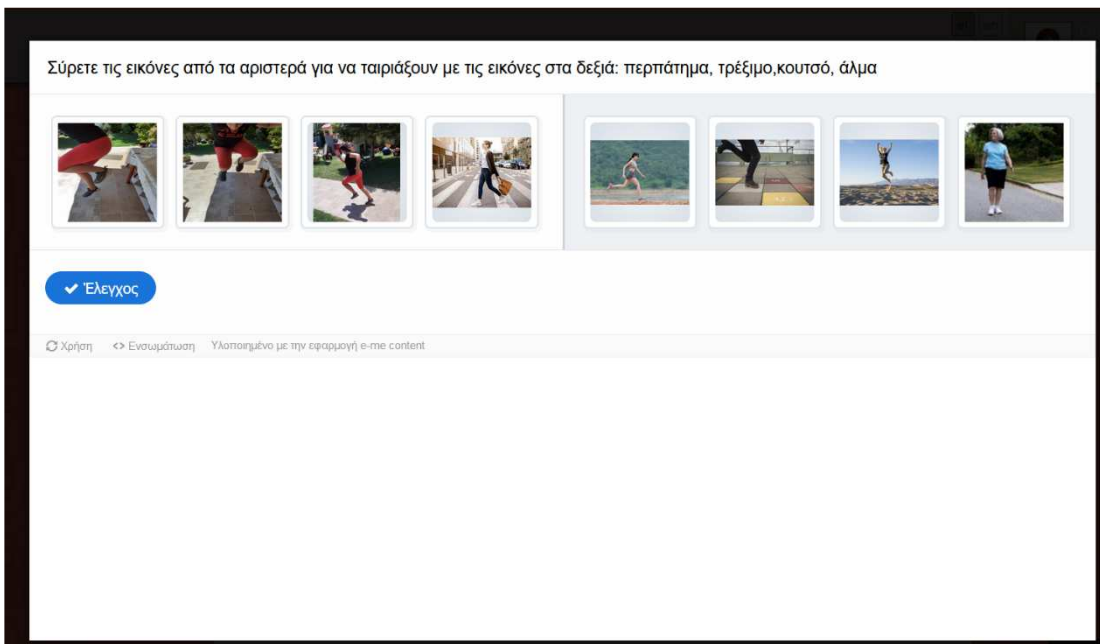 Σύρετε τις εικόνες από τα αριστερά για να ταιριάξουν με τις εικόνες στα δεξιά: περπάτημα, τρέξιμο,κουτσό, άλμα
Έλεγχος
Χρήση <> Ενσωμάτωση Υλοποιημένο με την εφαρμογή e-me content